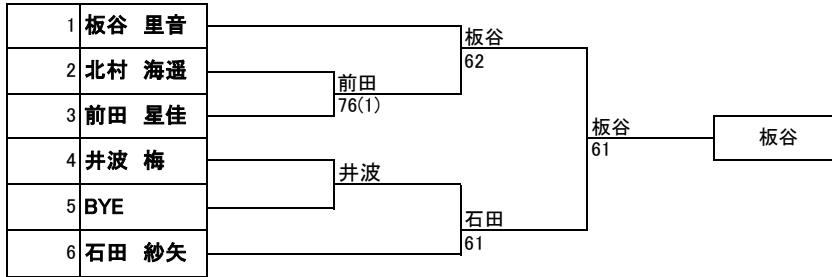 1 板谷 里音
2 北村 海遥
3 前田 星佳
4 井波 梅
5 BYE
6 石田 紗矢
前田
76(1)
井波
板谷
62
石田
61
板谷
61
板谷